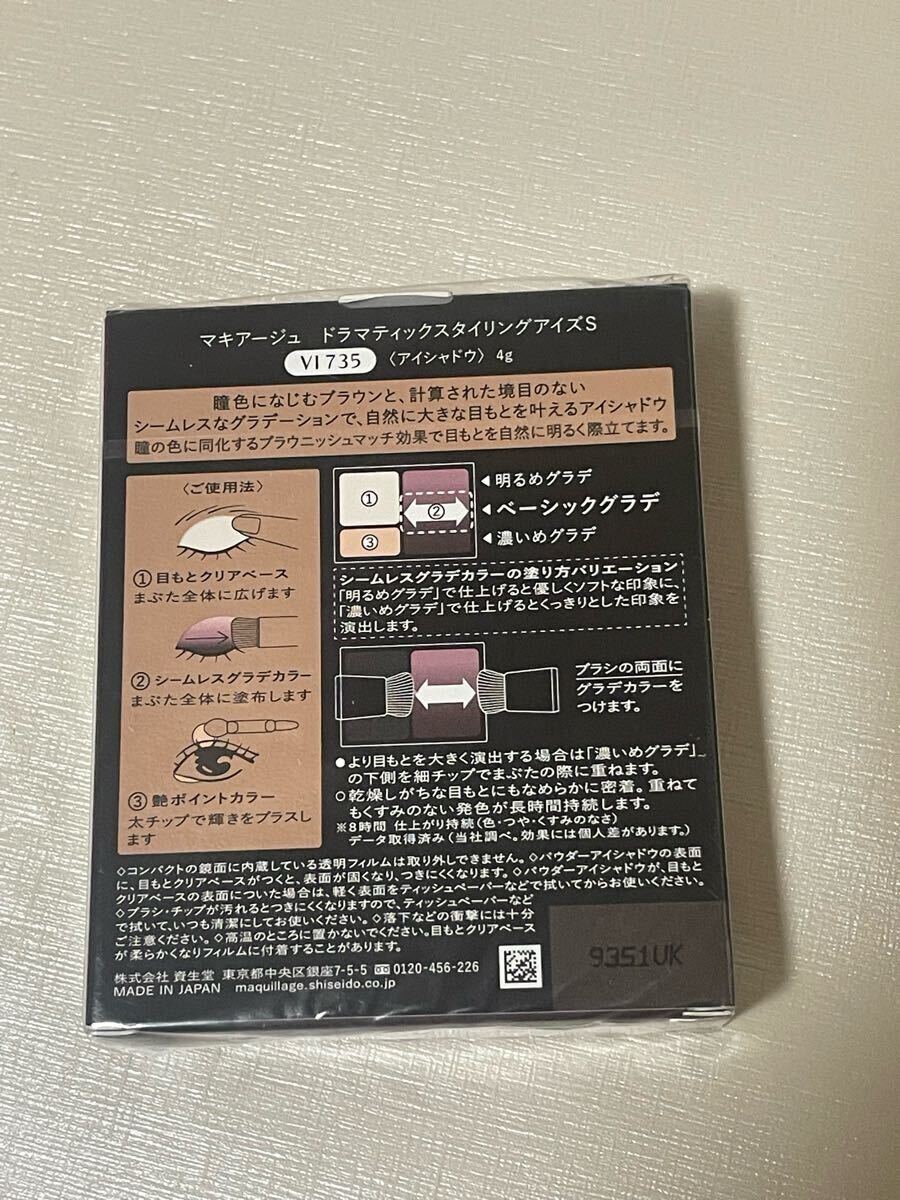 マキアージュ ドラマティックスタイリングアイズS
VI735 〈アイシャドウ〉 4g
瞳色になじむブラウンと、計算された境目のない
シームレスなグラデーションで、自然に大きな目もとを叶えるアイシャドウ
瞳の色に同化するブラウニッシュマッチ効果で目もとを自然に明るく際立てます。
〈ご使用法〉
①目もとクリアベース
まぶた全体に広げます
②シームレスグラデカラー
まぶた全体に塗布します
③艶ポイントカラー
太チップで輝きをプラスし
ます
①
②
③
◀明るめグラデ
◀ベーシックグラデ
◀濃いめグラデ
シームレスグラデカラーの塗り方バリエーション
「明るめグラデ」で仕上げると優しくソフトな印象に、
「濃いめグラデ」で仕上げるとくっきりとした印象を
演出します。
ブラシの両面に
グラデカラーを
つけます。
●より目もとを大きく演出する場合は「濃いめグラデ」
の下側を細チップでまぶたの際に重ねます。
○乾燥しがちな目もとにもなめらかに密着。重ねて
もくすみのない発色が長時間持続します。
※8時間 仕上がり持続(色・つや・くすみのなさ)
データ取得済み(当社調べ。効果には個人差があります。)
◇コンパクトの鏡面に内蔵している透明フィルムは取り外しできません。◇パウダーアイシャドウの表面
に、目もとクリアベースがつくと、表面が固くなり、つきにくくなります。◇パウダーアイシャドウが、目もと
クリアベースの表面についた場合は、軽く表面をティッシュペーパーなどで拭いてからお使いください。
◇ブラシ・チップが汚れるとつきにくくなりますので、ティッシュペーパーなど
で拭いて、いつも清潔にしてお使いください。◇落下などの衝撃には十分
ご注意ください。◇高温のところに置かないでください。目もとクリアベース
が柔らかくなりフィルムに付着することがあります。
株式会社 資生堂 東京都中央区銀座7-5-5 0120-456-226
MADE IN JAPAN maquillage.shiseido.co.jp
9351UK